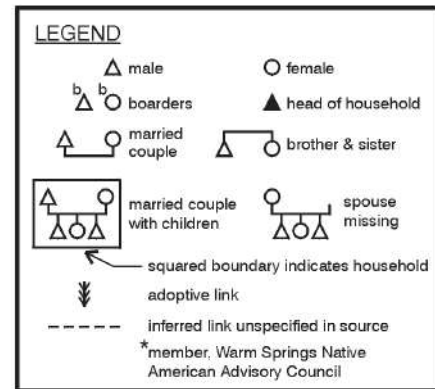 LEGEND
male
female
b b boarders
head of household
married
couple
brother & sister
married couple
with children
spouse
missing
squared boundary indicates household
adoptive link
inferred link unspecified in source
*member, Warm Springs Native
American Advisory Council